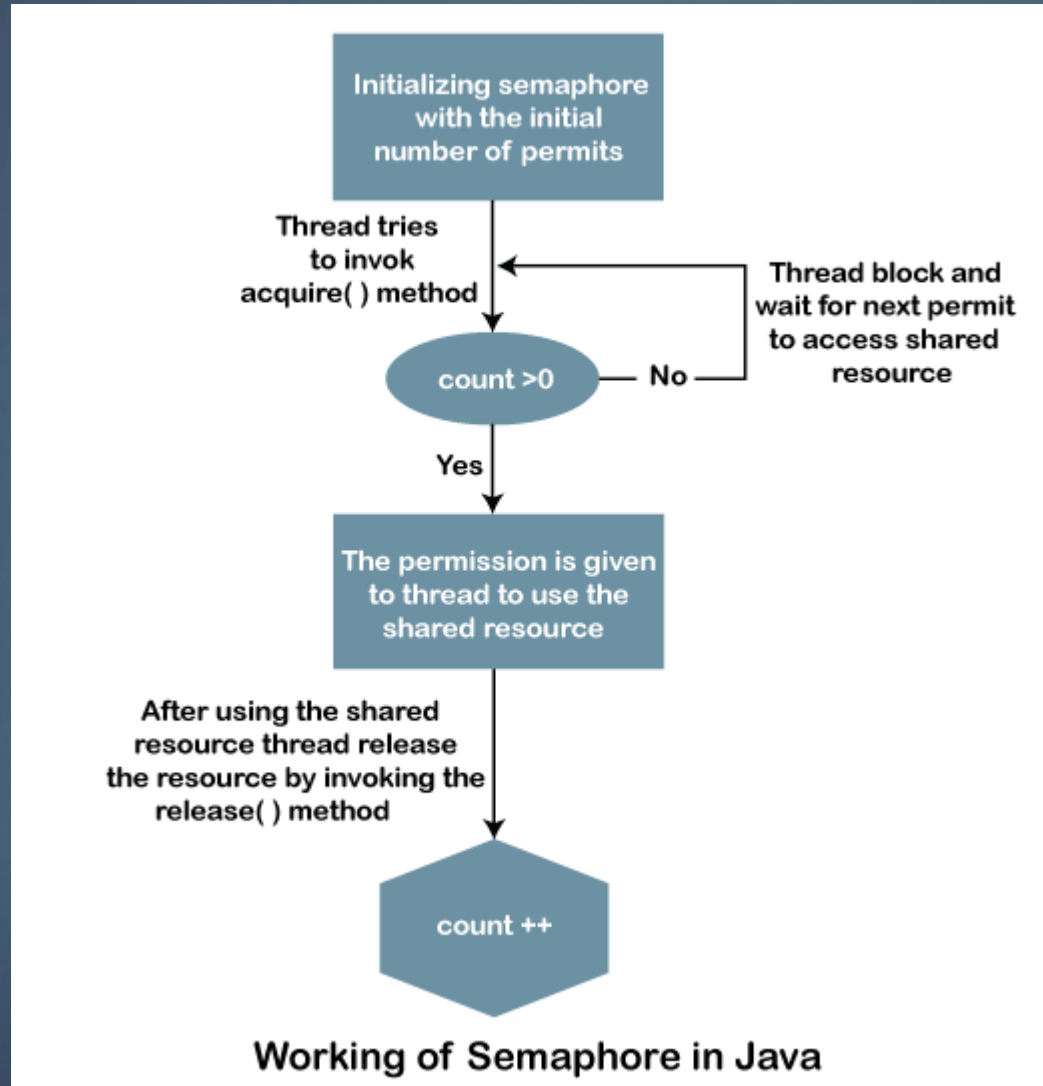 Initializing semaphore
with the initial
number of permits
Thread tries
to invok
acquire( ) method
Thread block and
wait for next permit
to access shared
resource
count >0
No
Yes
The permission is given
to thread to use the
shared resource
After using the shared
resource thread release
the resource by invoking the
release( ) method
count ++
Working of Semaphore in Java